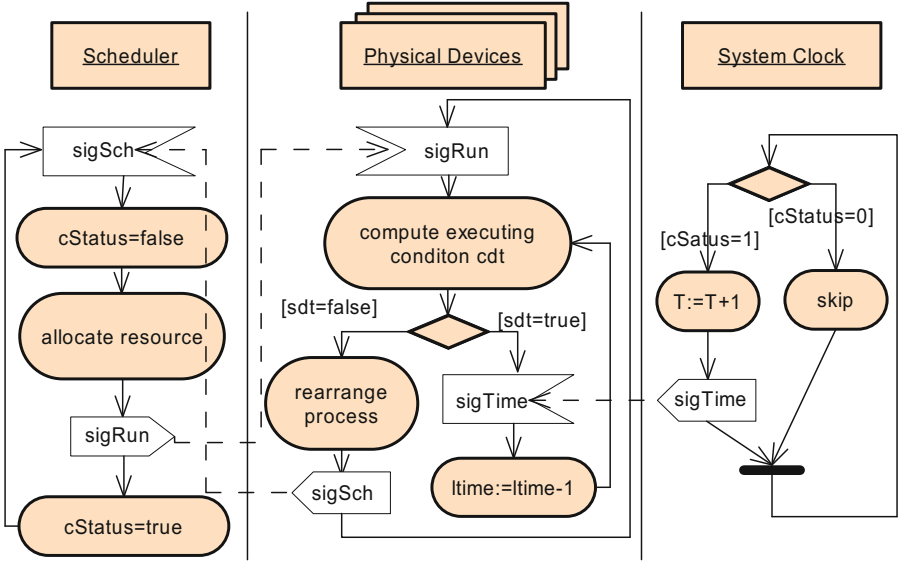 Scheduler
sigSch
cStatus=false
allocate resource
sigRun
cStatus=true
Physical Devices
sigRun
compute executing
conditon cdt
[sdt=false]
[sdt=true]
rearrange
process
sigTime
sigSch
ltime:=ltime-1
System Clock
[cStatus=0]
[cSatus=1]
T:=T+1
skip
sigTime